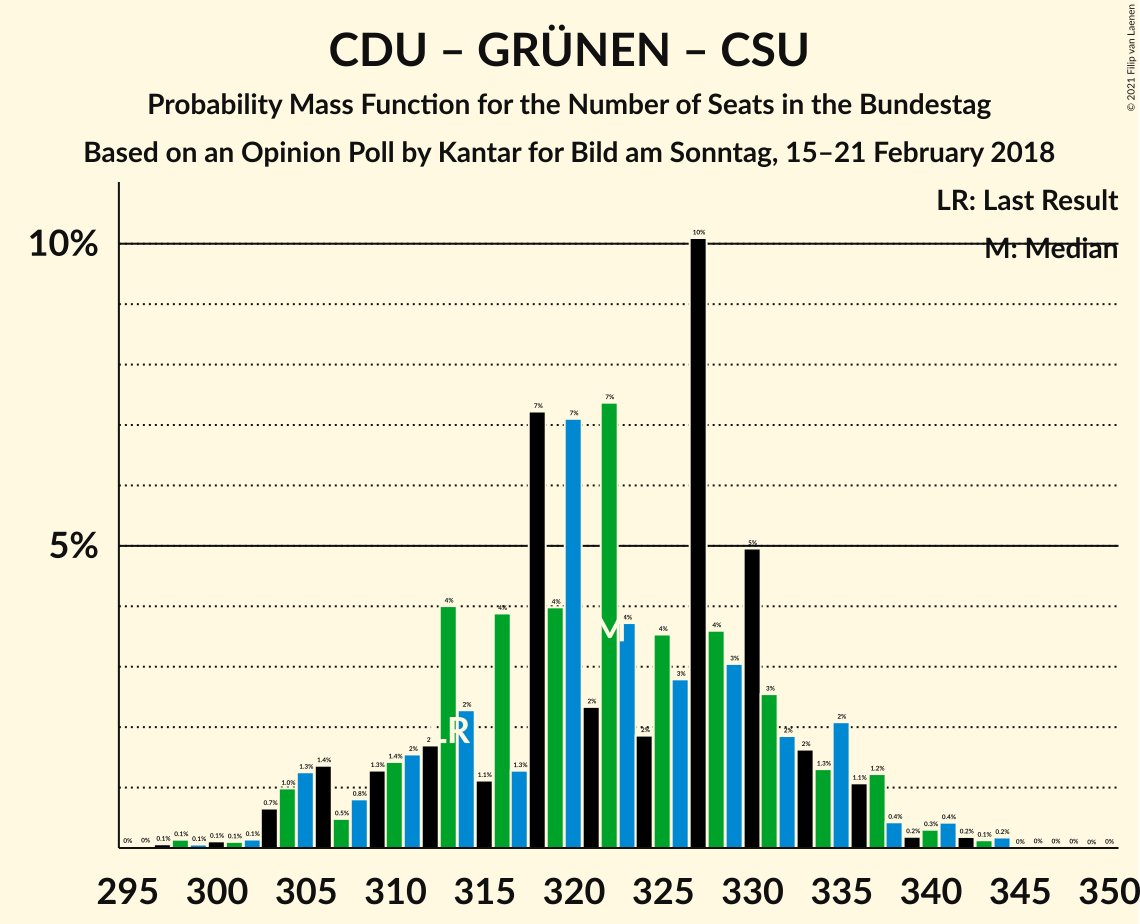 CDU – GRÜNEN – CSU
Probability Mass Function for the Number of Seats in the Bundestag
Based on an Opinion Poll by Kantar for Bild am Sonntag, 15–21 February 2018
© 2021 Filip van Laenen
LR: Last Result
M: Median
10%
5%
0% 0% 0.1% 0.1% 0.1% 0.1% 0.1% 0.1% 0.7% 1.0% 1.3% 1.4% 0.5% 0.8% 1.3% 1.4% 2% 2 4% 2% 1.1% 4% 1.3% 7% 4% 7% 2% 7% 4% 2% 4% 3% 10% 4% 3% 5% 3% 2% 2% 1.3% 2% 1.1% 1.2% 0.4% 0.2% 0.3% 0.4% 0.2% 0.1% 0.2% 0% 0% 0% 0% 0% 0%
LR
M
295 300 305 310 315 320 325 330 335 340 345 350